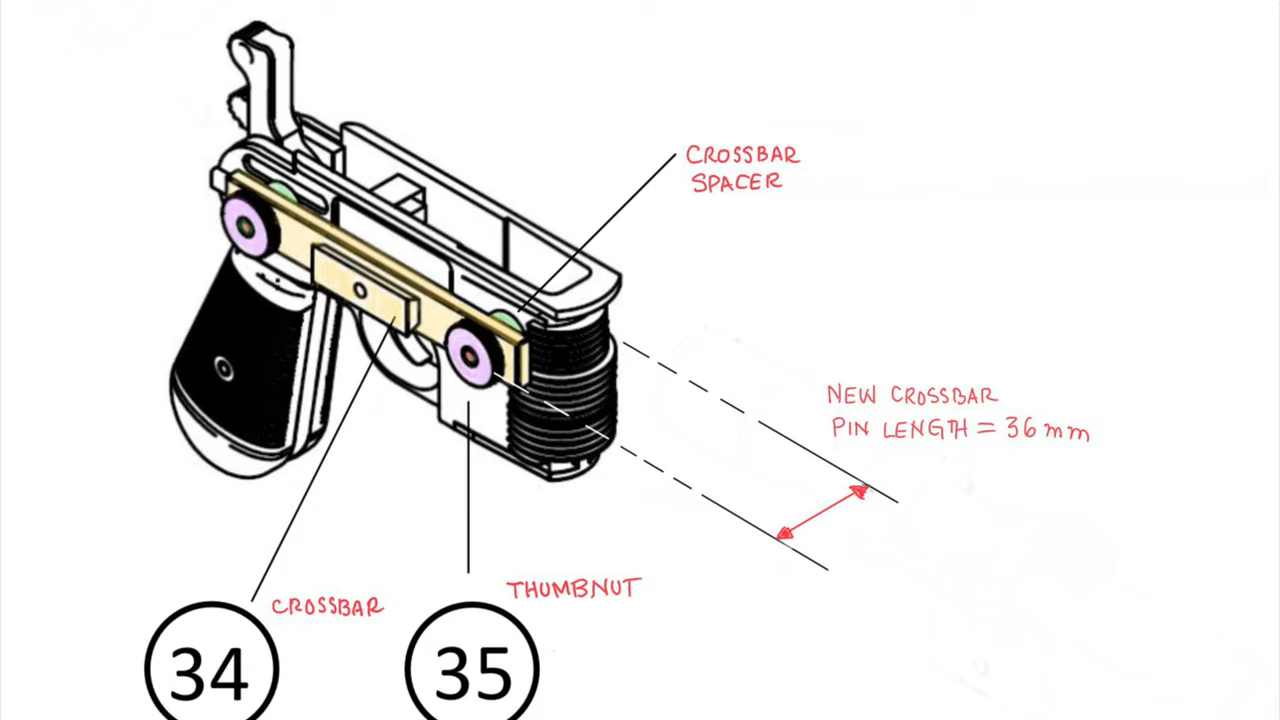 CROSSBAR
SPACER
NEW CROSSBAR
PIN LENGTH = 36 mm
CROSSBAR
THUMBNUT
34
35